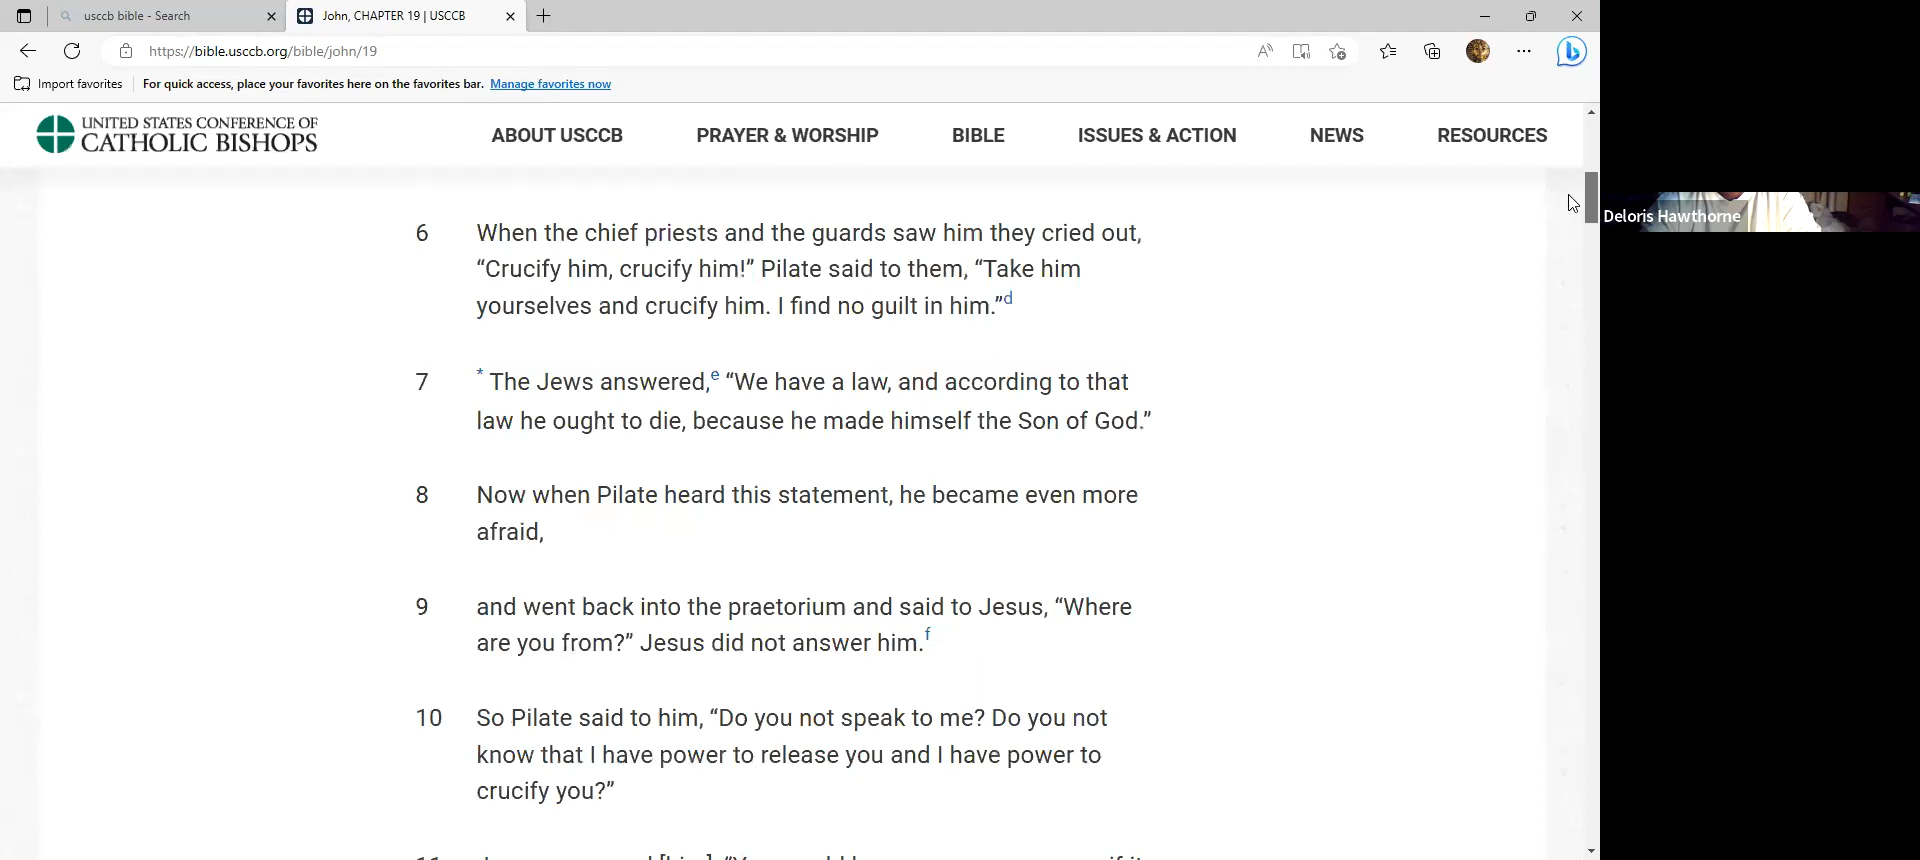 usccb bible - Search
John, CHAPTER 19 | USCCB
https://bible.usccb.org/bible/john/19
Import favorites
For quick access, place your favorites here on the favorites bar. Manage favorites now
UNITED STATES CONFERENCE OF
CATHOLIC BISHOPS
ABOUT USCCB PRAYER & WORSHIP BIBLE ISSUES & ACTION NEWS RESOURCES
Deloris Hawthorne
6 When the chief priests and the guards saw him they cried out,
“Crucify him, crucify him!” Pilate said to them, “Take him
yourselves and crucify him. I find no guilt in him.”d
7 * The Jews answered,e “We have a law, and according to that
law he ought to die, because he made himself the Son of God.”
8 Now when Pilate heard this statement, he became even more
afraid,
9 and went back into the praetorium and said to Jesus, “Where
are you from?” Jesus did not answer him.f
10 So Pilate said to him, “Do you not speak to me? Do you not
know that I have power to release you and I have power to
crucify you?”